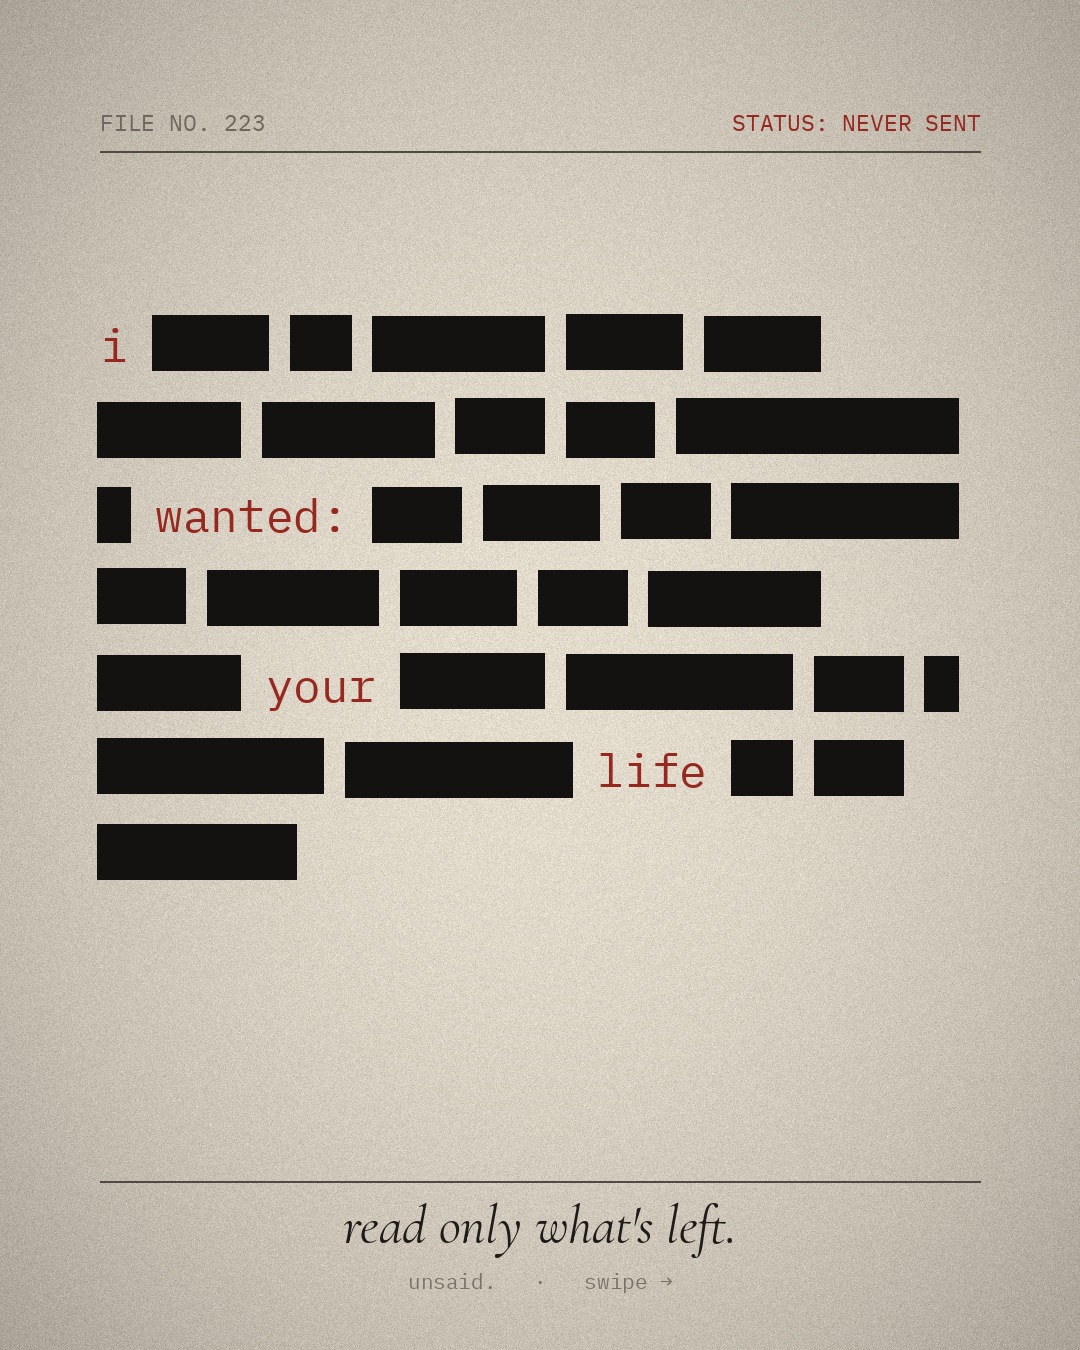 FILE NO. 223
STATUS: NEVER SENT
i
wanted:
your
life
read only what's left.
unsaid. · swipe →